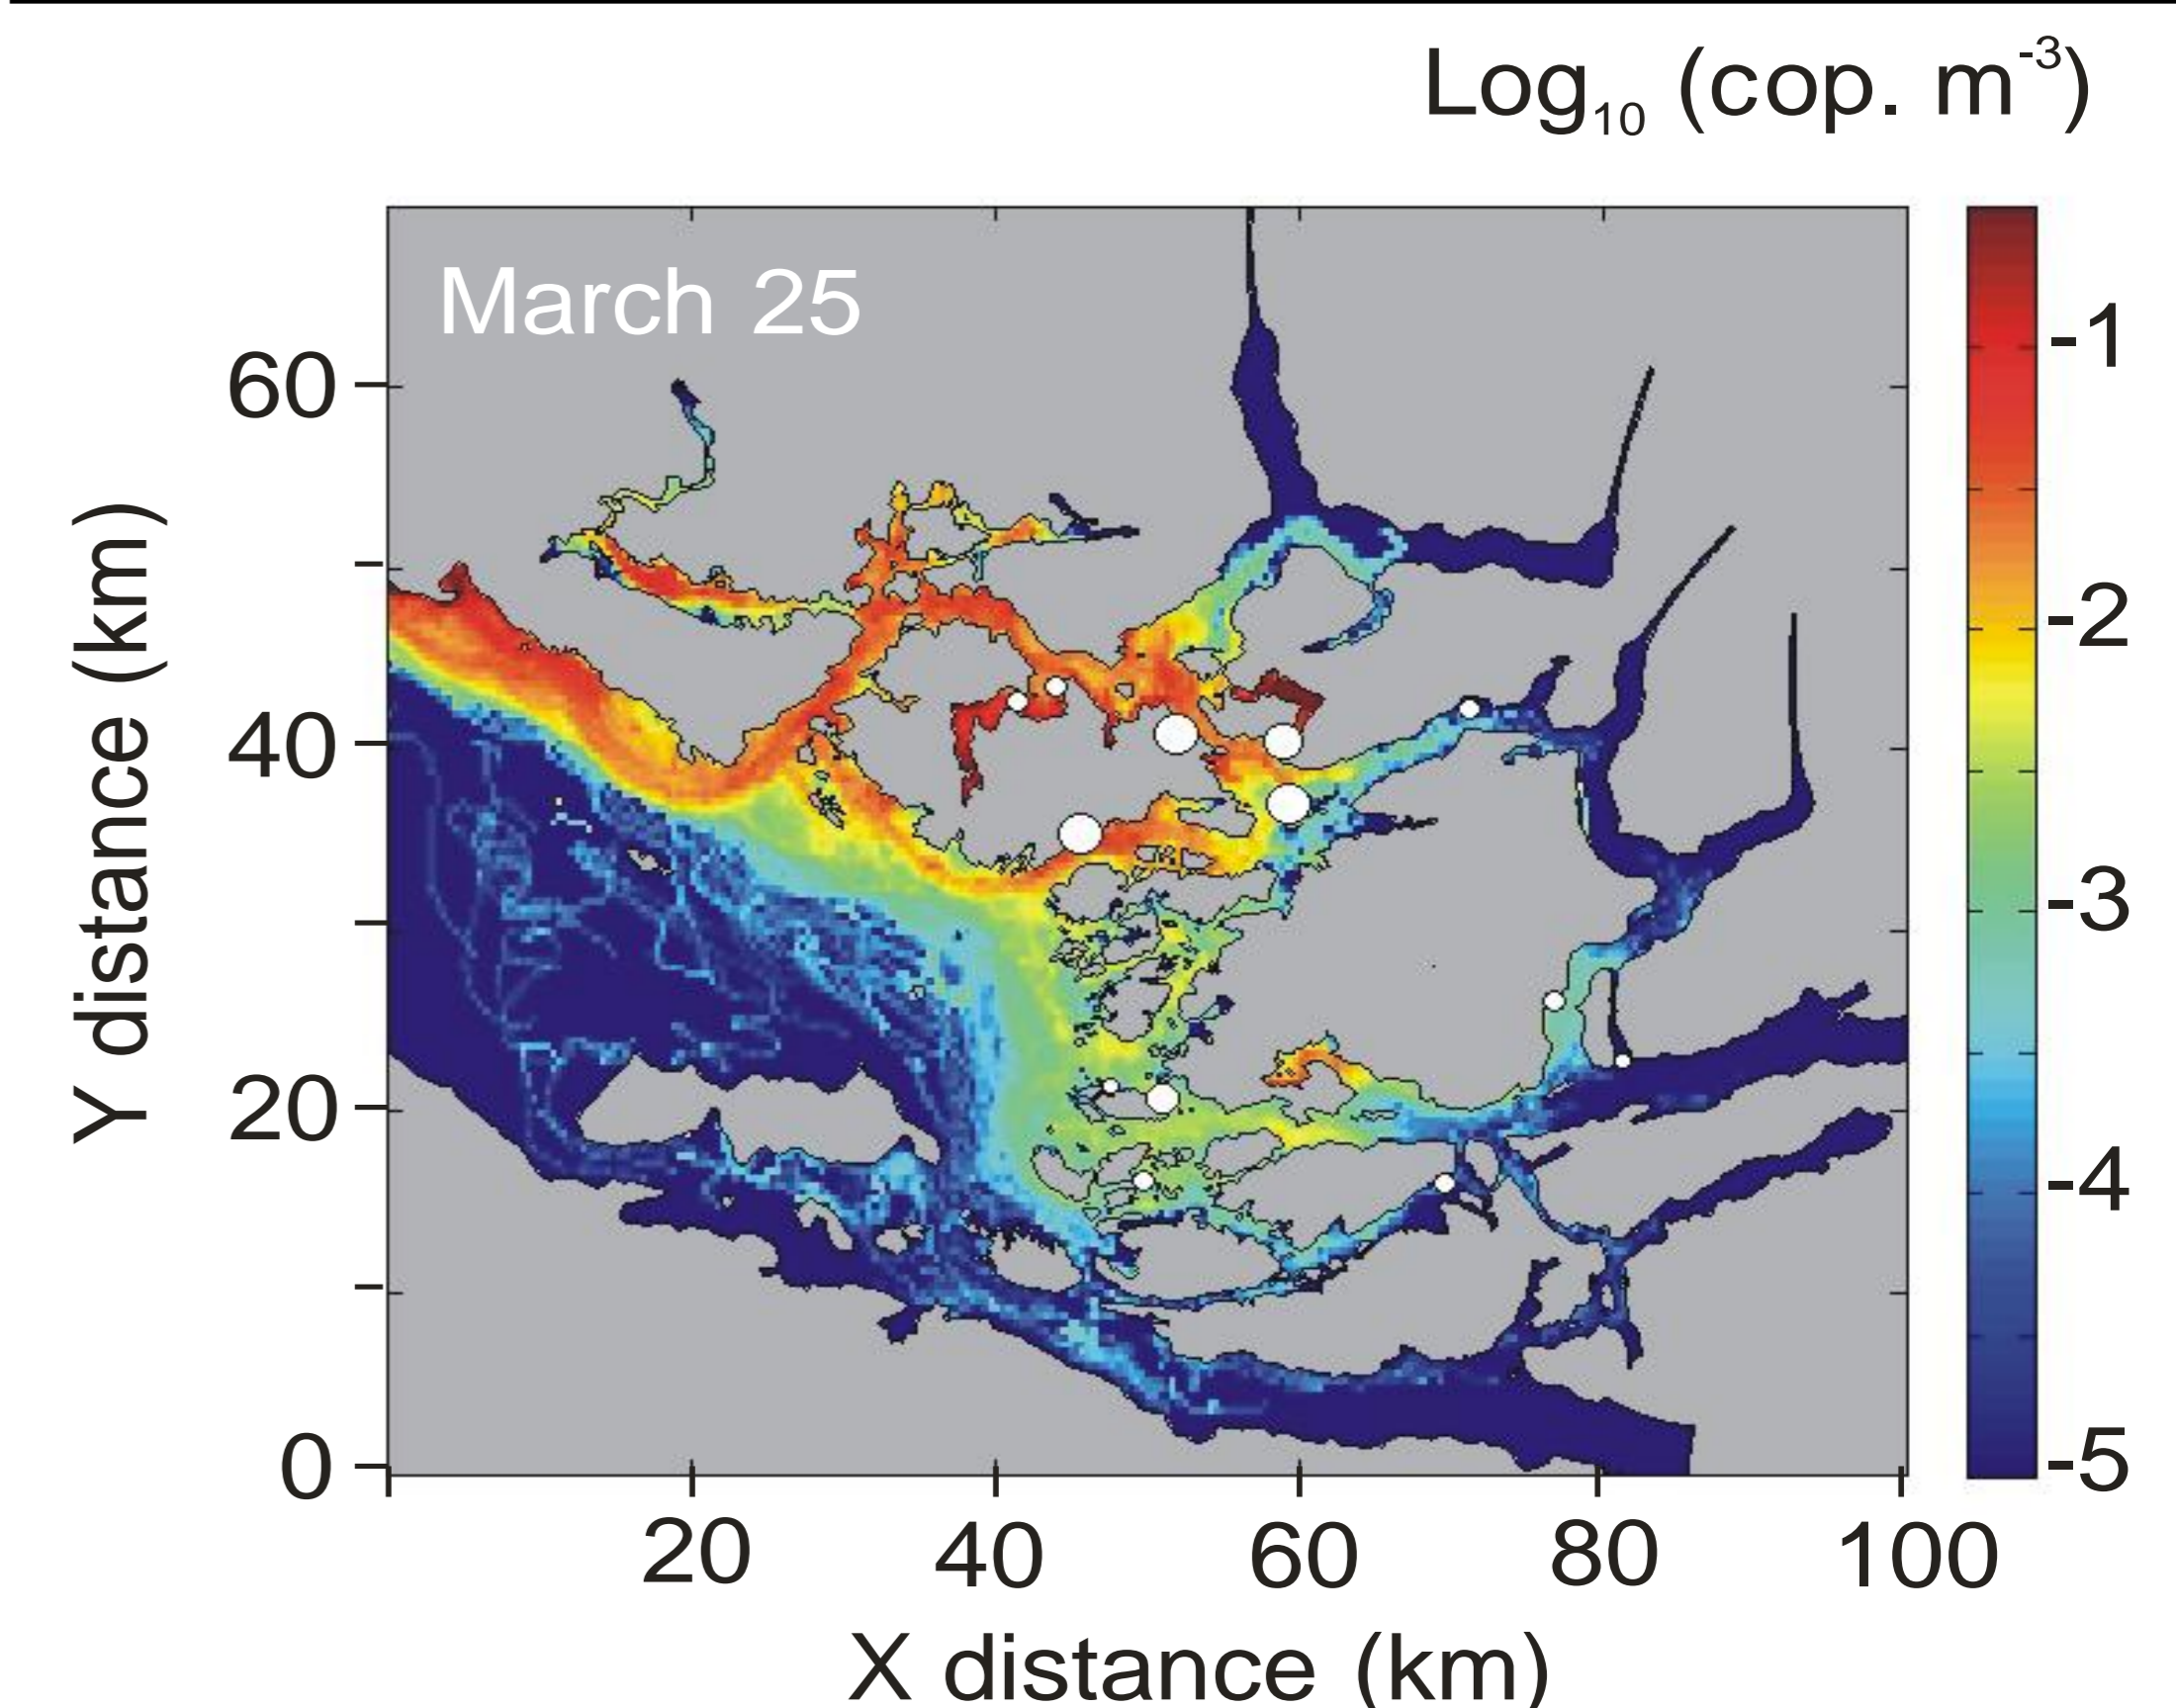 Log₁₀ (cop. m⁻³)
March 25
60
40
20
0
Y distance (km)
20 40 60 80 100
X distance (km)
-1
-2
-3
-4
-5